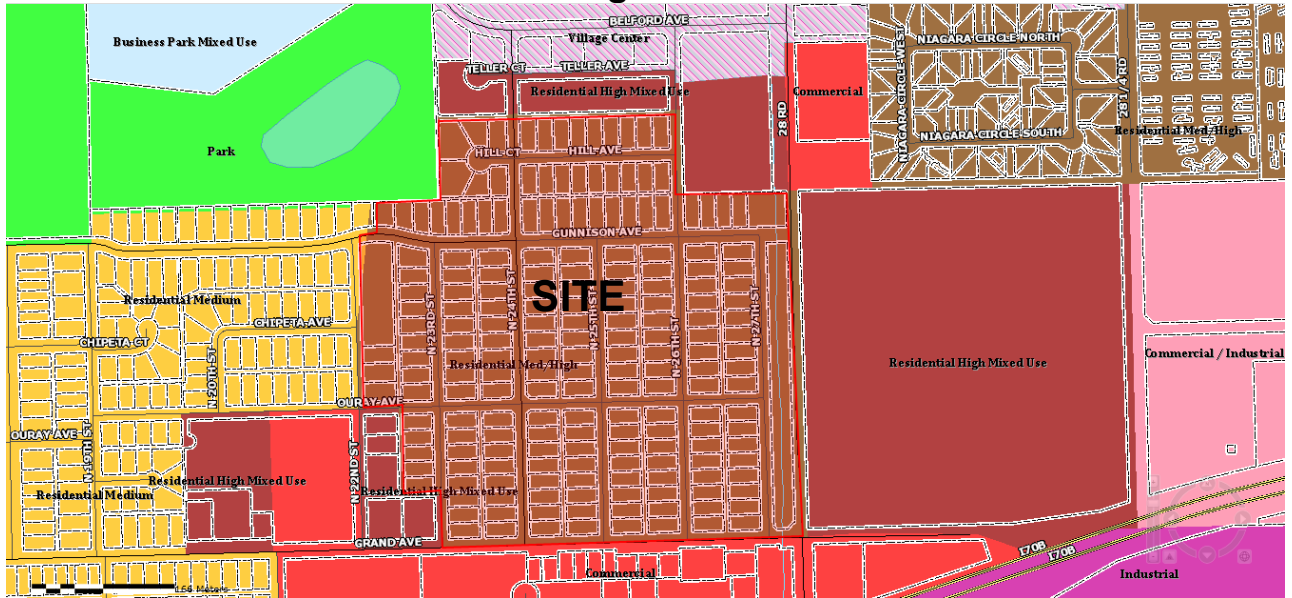 BELFORD AVE
Business Park Mixed Use
Village Center
NIAGARA CIRCLE NORTH
NIAGARA CIRCLE WEST
TELLER CT
TELLER AVE
28 1/4 RD
Residential High Mixed Use
Commercial
28 RD
NIAGARA CIRCLE SOUTH
Residential Med/High
Park
HILL CT
HILL AVE
GUNNISON AVE
SITE
Residential Medium
N 23RD ST
N 24TH ST
N 25TH ST
N 26TH ST
N 27TH ST
CHIPETA AVE
CHIPETA CT
Commercial / Industrial
Residential Med/High
Residential High Mixed Use
N 20TH ST
OURAY AVE
OURAY AVE
N 19TH ST
N 22ND ST
Residential High Mixed Use
Residential High Mixed Use
Residential Medium
GRAND AVE
I70B
I70B
Commercial
Industrial